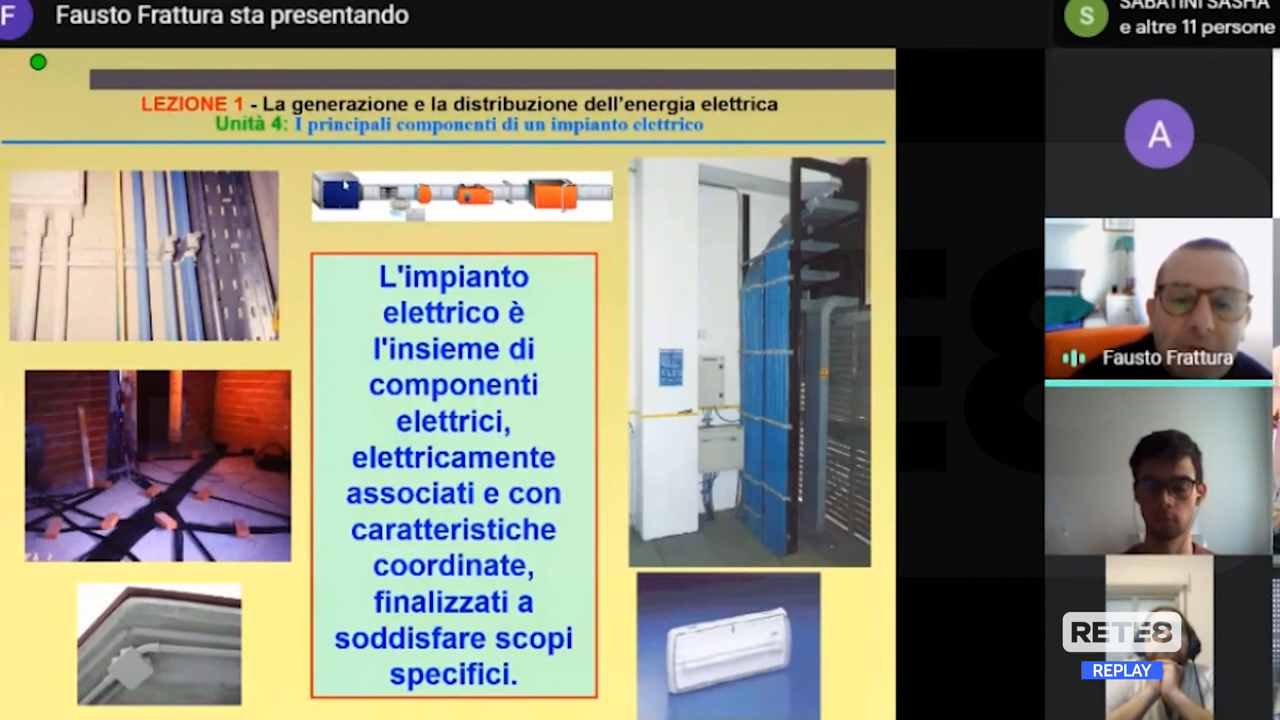 F
Fausto Frattura sta presentando
S
SABATINI SASHA
e altre 11 persone
LEZIONE 1 - La generazione e la distribuzione dell'energia elettrica
Unità 4: I principali componenti di un impianto elettrico
L'impianto
elettrico è
l'insieme di
componenti
elettrici,
elettricamente
associati e con
caratteristiche
coordinate,
finalizzati a
soddisfare scopi
specifici.
A
Fausto Frattura
RETE8
REPLAY